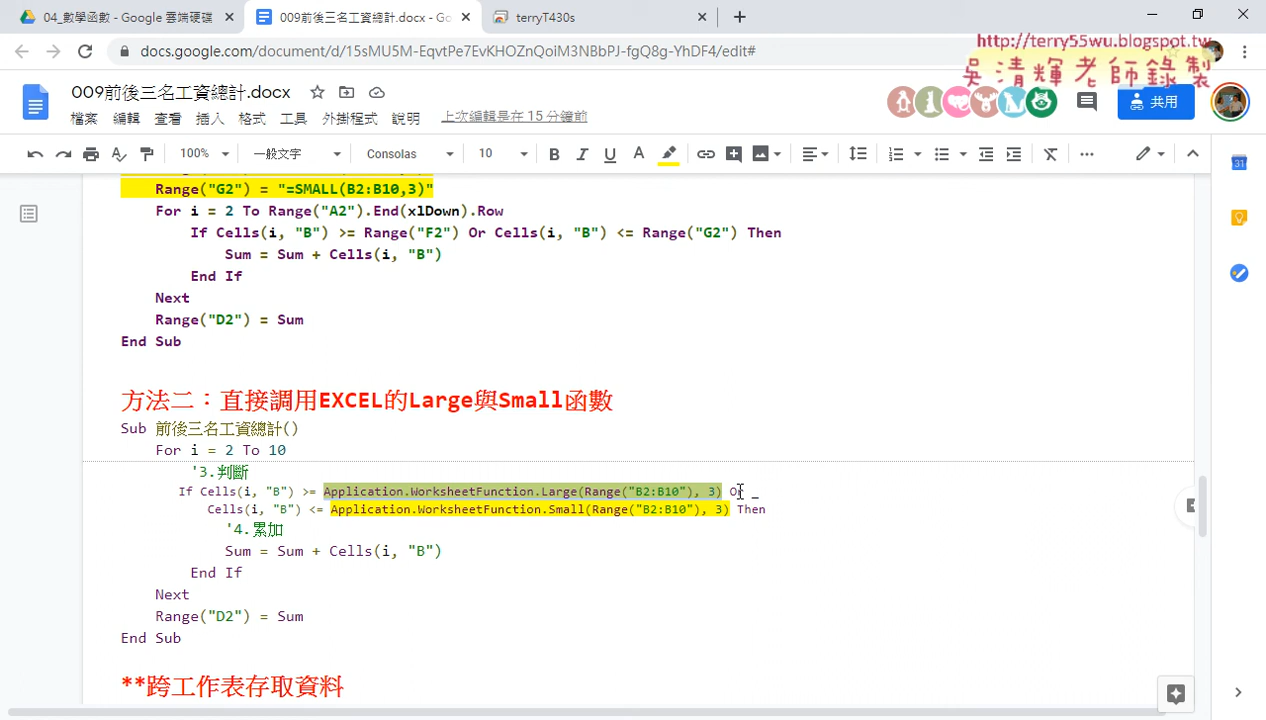 04_數學函數 - Google 雲端硬碟
009前後三名工資總計.docx - Go
terryT430s
docs.google.com/document/d/15sMU5M-EqvtPe7EvKHOZnQoiM3NBbPJ-fgQ8g-YhDF4/edit#
http://terry55wu.blogspot.tw
吳清輝老師錄製
009前後三名工資總計.docx
共用
檔案 編輯 查看 插入 格式 工具 外掛程式 說明 上次編輯是在 15 分鐘前
100% 一般文字 Consolas 10
Range("G2") = "=SMALL(B2:B10,3)"
For i = 2 To Range("A2").End(xlDown).Row
If Cells(i, "B") >= Range("F2") Or Cells(i, "B") <= Range("G2") Then
Sum = Sum + Cells(i, "B")
End If
Next
Range("D2") = Sum
End Sub
方法二：直接調用EXCEL的Large與Small函數
Sub 前後三名工資總計()
For i = 2 To 10
'3.判斷
If Cells(i, "B") >= Application.WorksheetFunction.Large(Range("B2:B10"), 3) Or _
Cells(i, "B") <= Application.WorksheetFunction.Small(Range("B2:B10"), 3) Then
'4.累加
Sum = Sum + Cells(i, "B")
End If
Next
Range("D2") = Sum
End Sub
**跨工作表存取資料